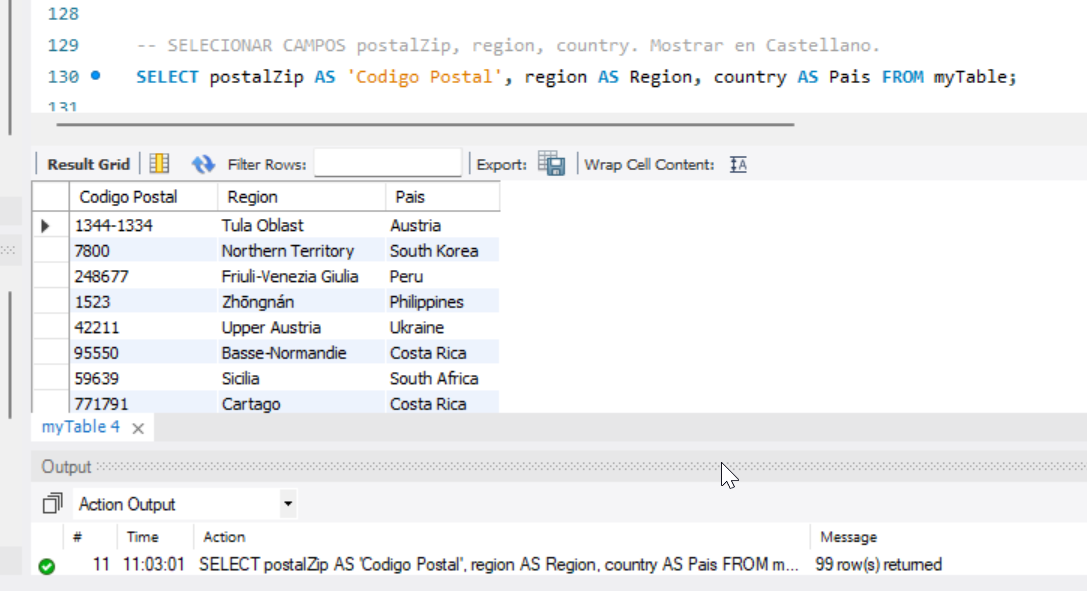 128
129 -- SELECIONAR CAMPOS postalZip, region, country. Mostrar en Castellano.
130 SELECT postalZip AS 'Codigo Postal', region AS Region, country AS Pais FROM myTable;
131
Result Grid Filter Rows: Export: Wrap Cell Content: IA
Codigo Postal Region Pais
1344-1334 Tula Oblast Austria
7800 Northern Territory South Korea
248677 Friuli-Venezia Giulia Peru
1523 Zhōngnán Philippines
42211 Upper Austria Ukraine
95550 Basse-Normandie Costa Rica
59639 Sicilia South Africa
771791 Cartago Costa Rica
myTable 4
Output
Action Output
# Time Action Message
11 11:03:01 SELECT postalZip AS 'Codigo Postal', region AS Region, country AS Pais FROM m... 99 row(s) returned